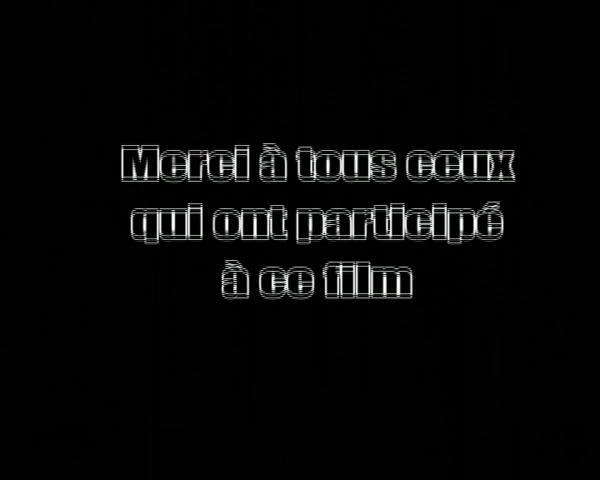 Merci à tous ceux
qui ont participé
à ce film